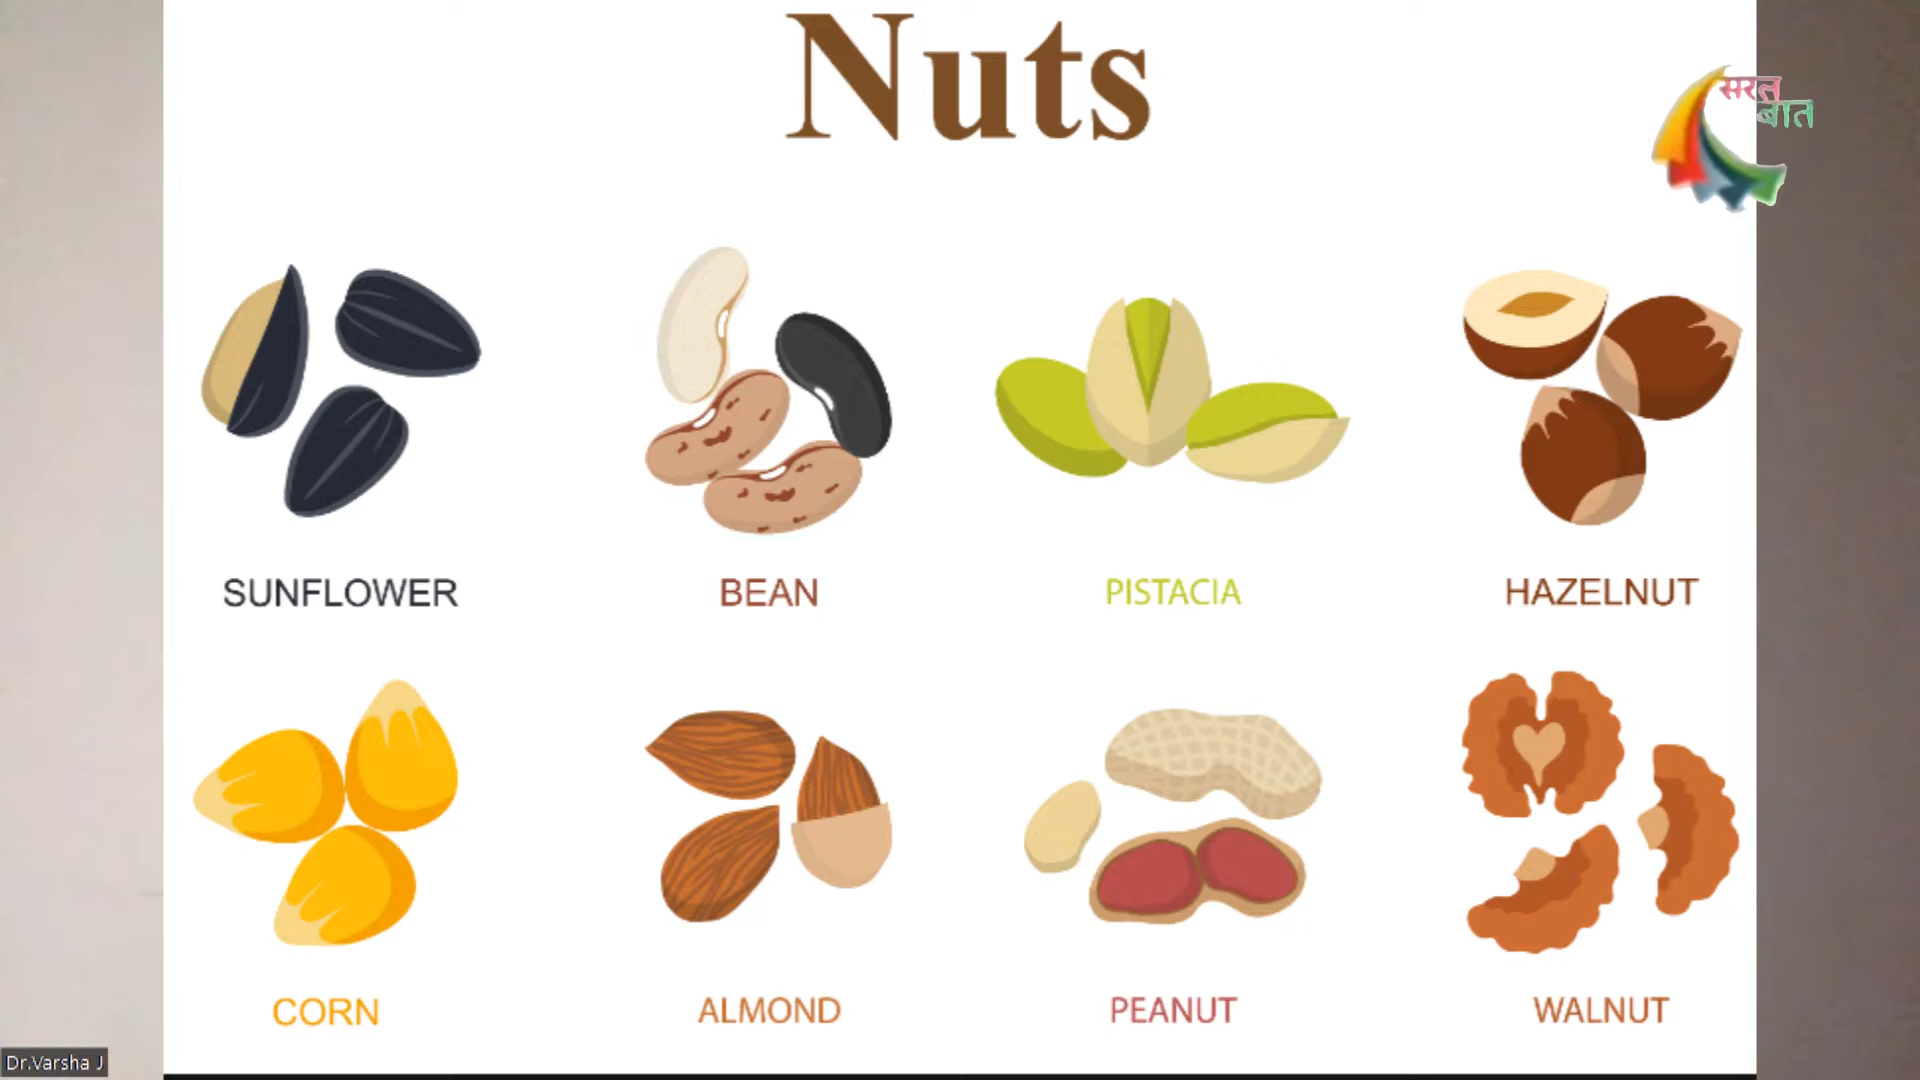 Nuts
सरल
बात
SUNFLOWER
BEAN
PISTACIA
HAZELNUT
CORN
ALMOND
PEANUT
WALNUT
Dr.Varsha J